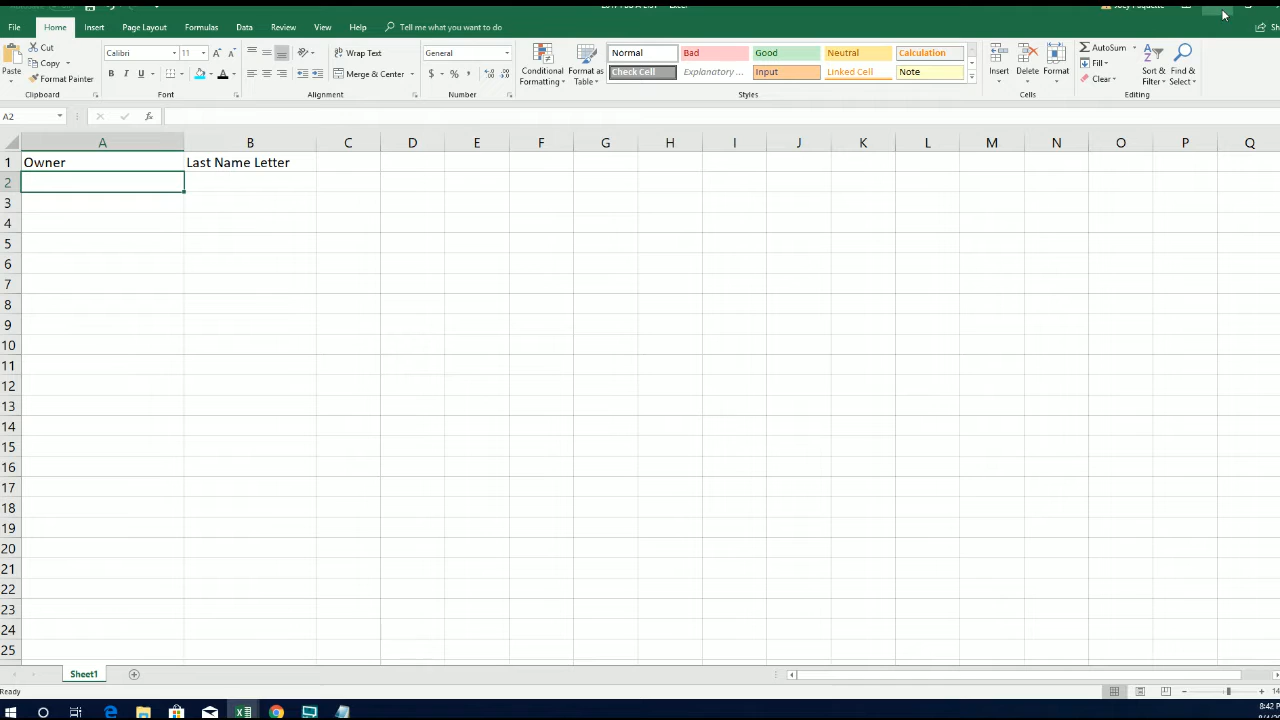 File Home Insert Page Layout Formulas Data Review View Help Tell me what you want to do
Cut
Copy
Format Painter
Paste
Clipboard
Calibri 11
B I U
Font
Wrap Text
Merge & Center
Alignment
General
$ % ,
Number
Conditional Formatting
Format as Table
Normal Bad Good Neutral Calculation
Check Cell Explanatory ... Input Linked Cell Note
Styles
Insert Delete Format
Cells
AutoSum
Fill
Clear
Sort & Filter
Find & Select
Editing
A2
A B C D E F G H I J K L M N O P Q
1 Owner Last Name Letter
2
3
4
5
6
7
8
9
10
11
12
13
14
15
16
17
18
19
20
21
22
23
24
25
Sheet1
Ready
8:42 P